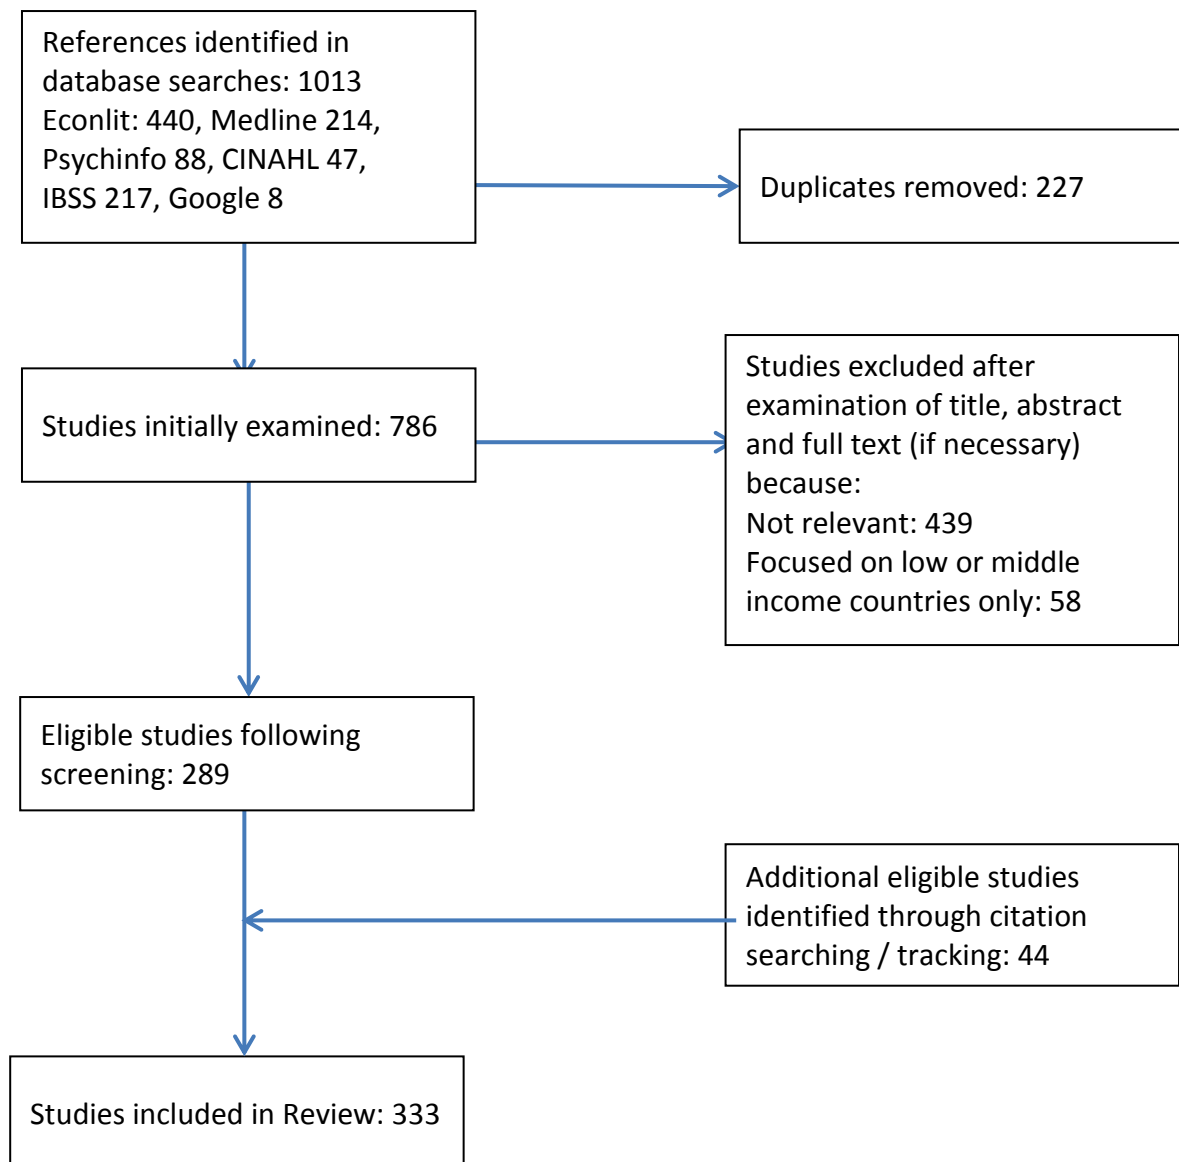 References identified in
database searches: 1013
Econlit: 440, Medline 214,
Psychinfo 88, CINAHL 47,
IBSS 217, Google 8
Duplicates removed: 227
Studies initially examined: 786
Studies excluded after
examination of title, abstract
and full text (if necessary)
because:
Not relevant: 439
Focused on low or middle
income countries only: 58
Eligible studies following
screening: 289
Additional eligible studies
identified through citation
searching / tracking: 44
Studies included in Review: 333